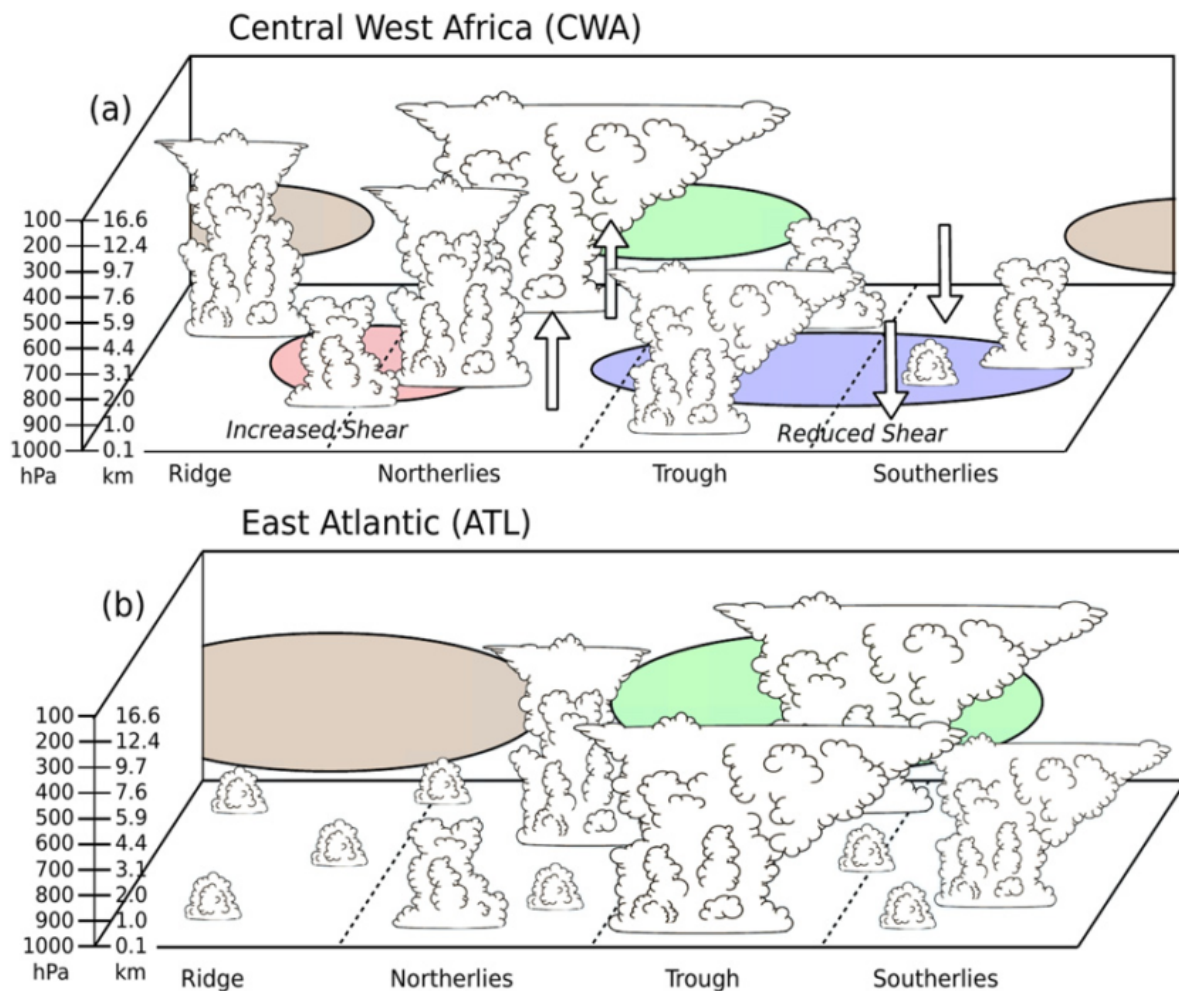 Central West Africa (CWA)
(a)
100 16.6
200 12.4
300 9.7
400 7.6
500 5.9
600 4.4
700 3.1
800 2.0
900 1.0
1000 0.1
hPa km
Increased Shear
Reduced Shear
Ridge Northerlies Trough Southerlies
East Atlantic (ATL)
(b)
100 16.6
200 12.4
300 9.7
400 7.6
500 5.9
600 4.4
700 3.1
800 2.0
900 1.0
1000 0.1
hPa km
Ridge Northerlies Trough Southerlies